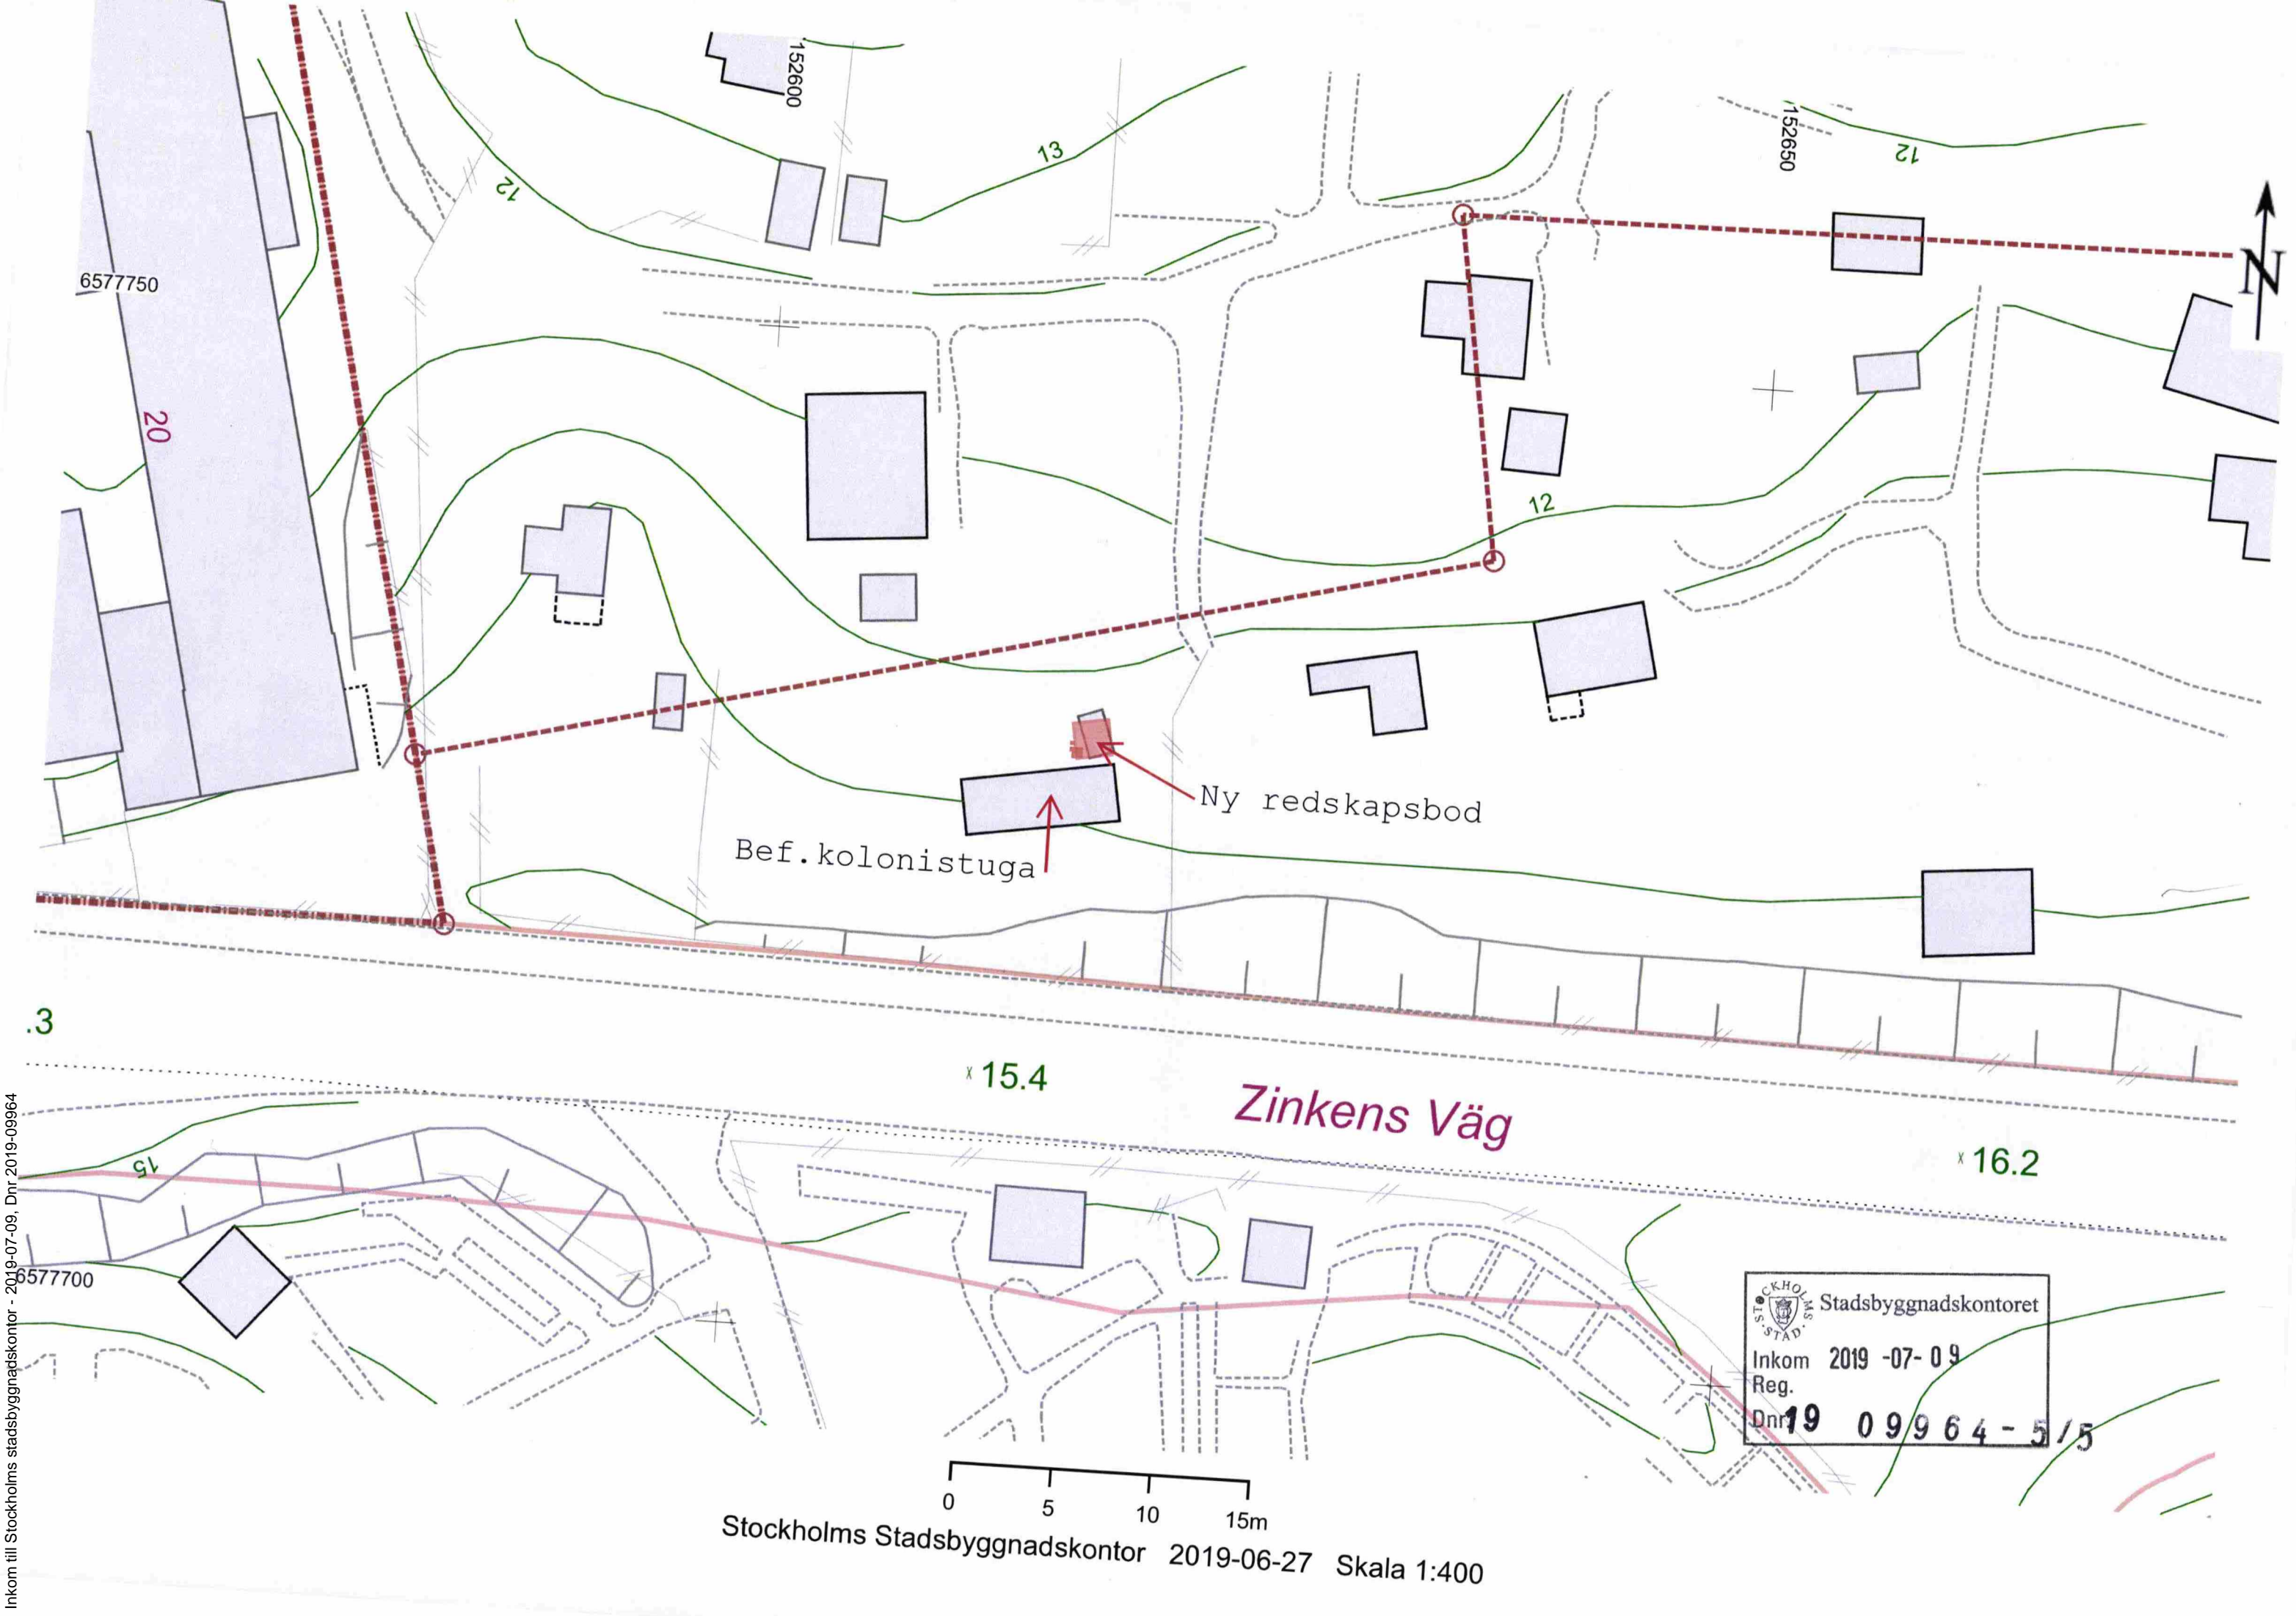 152600
13
12
152650
12
N
6577750
20
12
Ny redskapsbod
Bef.kolonistuga
.3
x 15.4
Zinkens Väg
x 16.2
15
6577700
STOCKHOLMS STAD
Stadsbyggnadskontoret
Inkom 2019 -07- 09
Reg.
Dnr 19 09964-5/5
0 5 10 15m
Stockholms Stadsbyggnadskontor 2019-06-27 Skala 1:400
Inkom till Stockholms stadsbyggnadskontor - 2019-07-09, Dnr 2019-09964